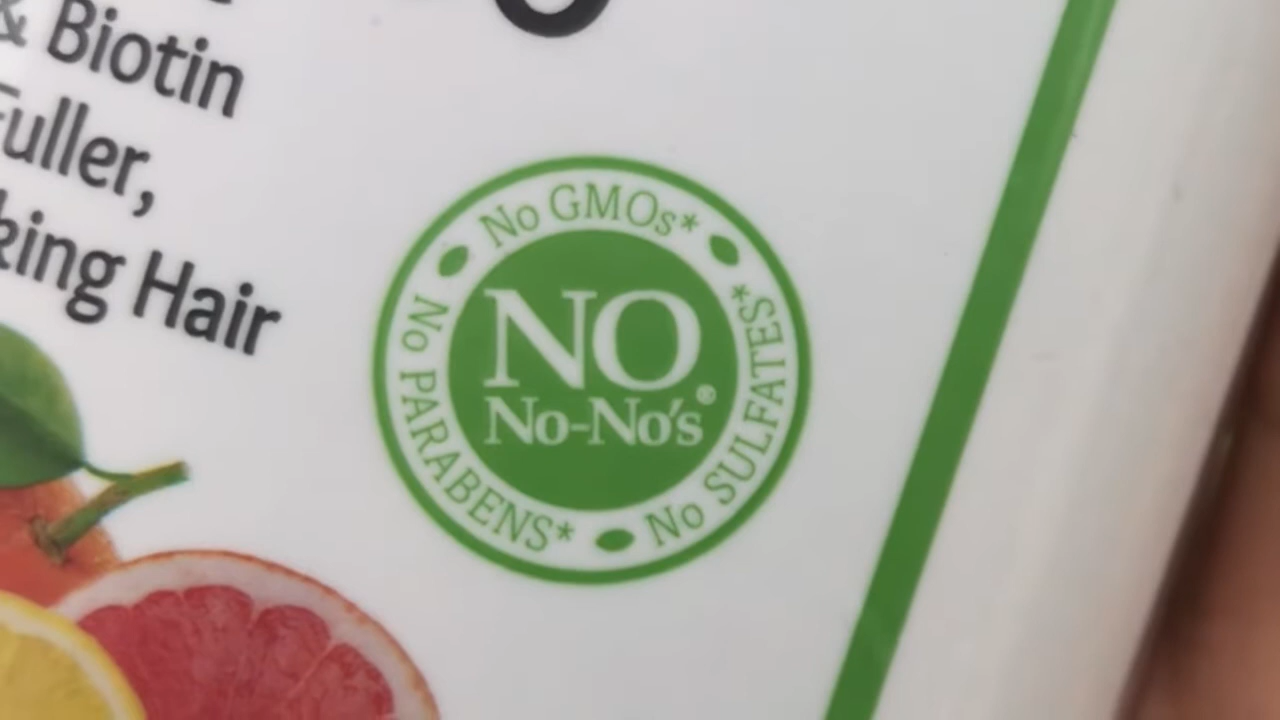 & Biotin
Fuller,
king Hair
No GMOs*
No PARABENS*
No SULFATES*
NO
No-No's®